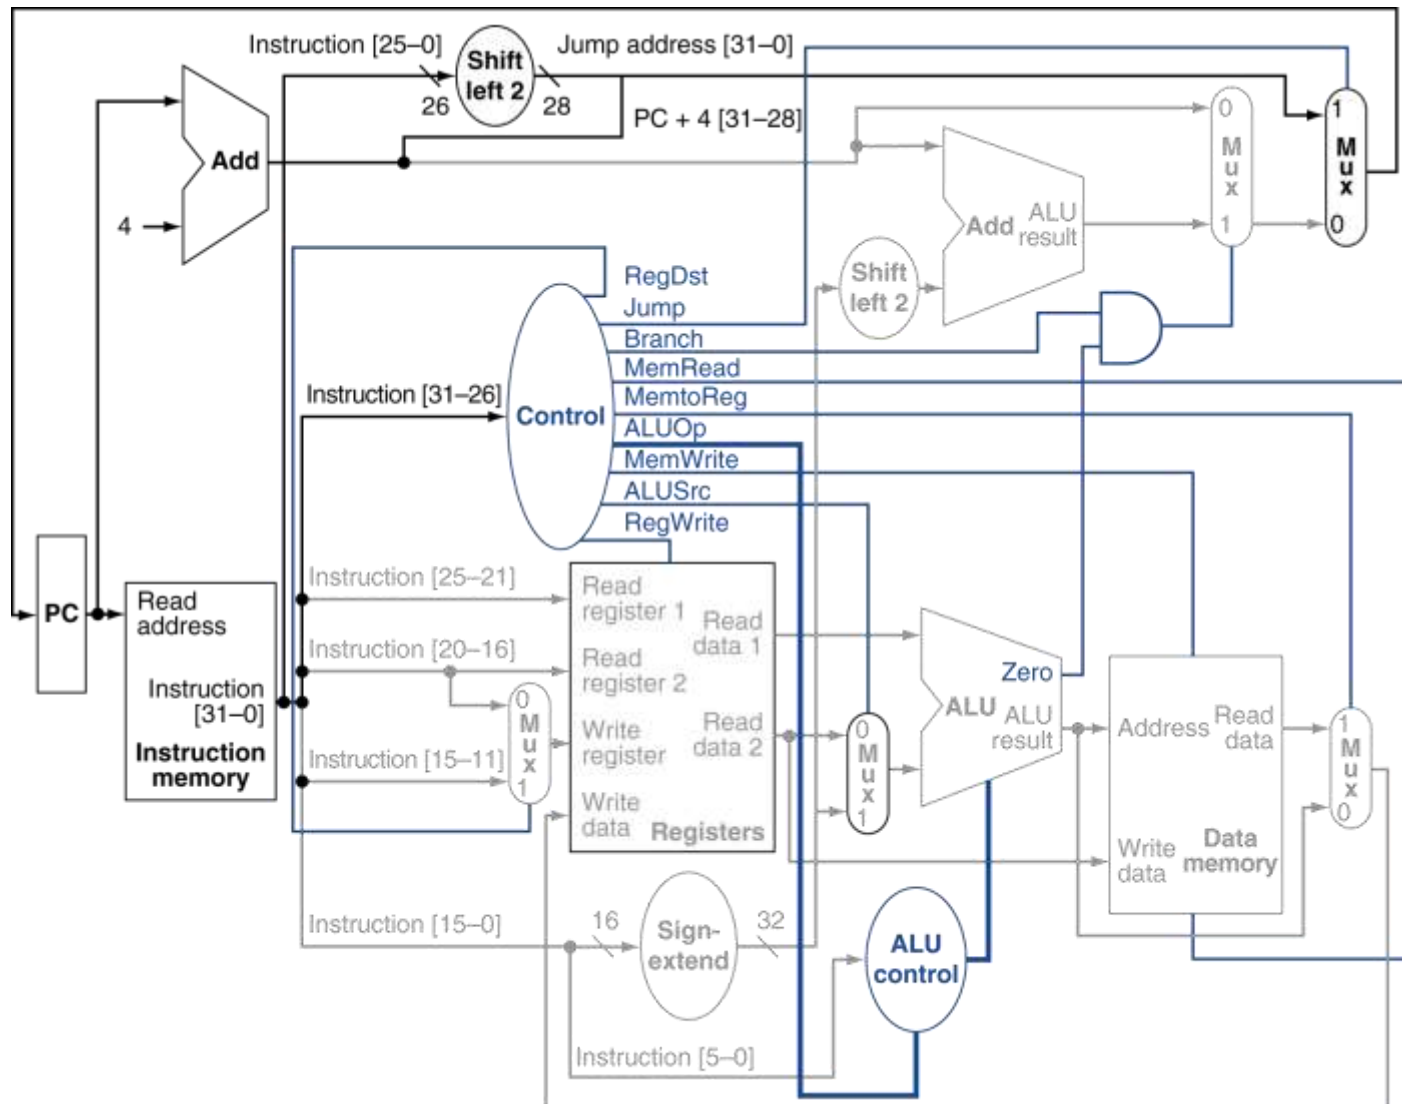 Instruction [25–0]
Shift
left 2
Jump address [31–0]
26
28
PC + 4 [31–28]
Add
4
0
M
u
x
1
1
M
u
x
0
Add
ALU
result
Shift
left 2
RegDst
Jump
Branch
MemRead
MemtoReg
ALUOp
MemWrite
ALUSrc
RegWrite
Instruction [31–26]
Control
PC
Read
address
Instruction
[31–0]
Instruction
memory
Instruction [25–21]
Instruction [20–16]
Instruction [15–11]
0
M
u
x
1
Read
register 1
Read
register 2
Write
register
Write
data
Read
data 1
Read
data 2
Registers
0
M
u
x
1
Zero
ALU
ALU
result
Address
Read
data
Write
data
Data
memory
1
M
u
x
0
Instruction [15–0]
16
Sign-
extend
32
ALU
control
Instruction [5–0]